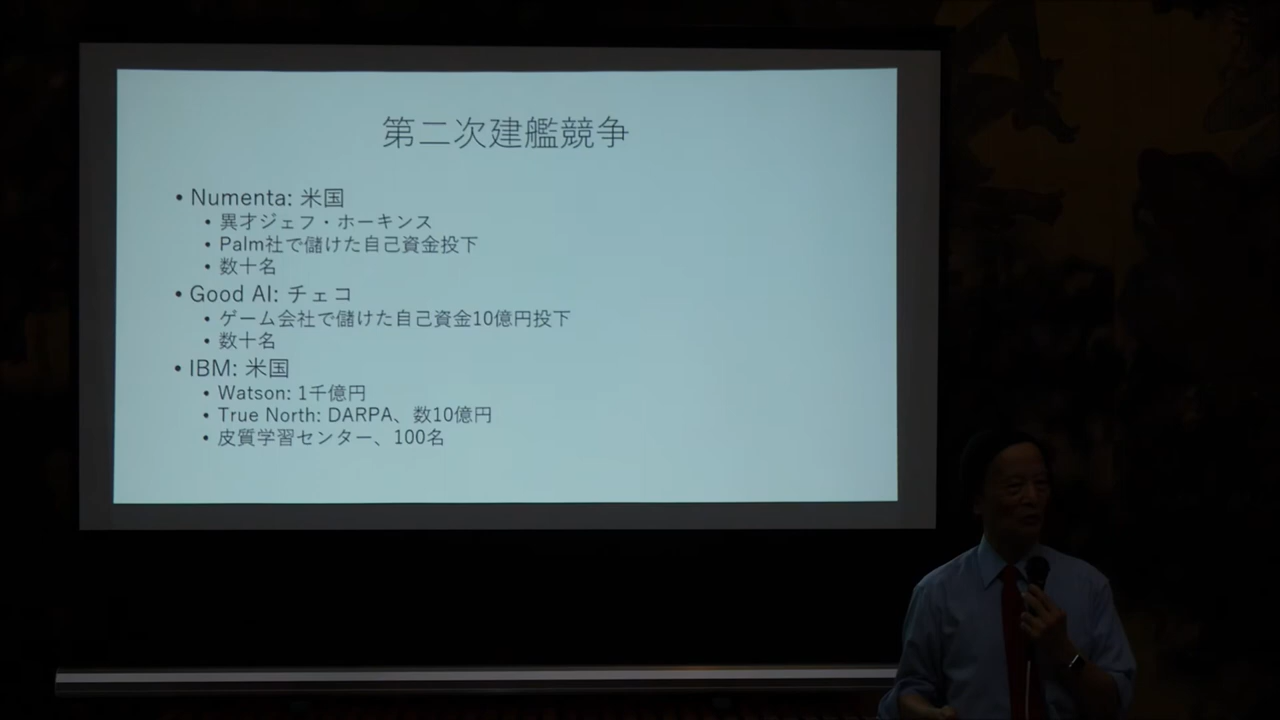 第二次建艦競争
• Numenta: 米国
• 異才ジェフ・ホーキンス
• Palm社で儲けた自己資金投下
• 数十名
• Good AI: チェコ
• ゲーム会社で儲けた自己資金10億円投下
• 数十名
• IBM: 米国
• Watson: 1千億円
• True North: DARPA、数10億円
• 皮質学習センター、100名